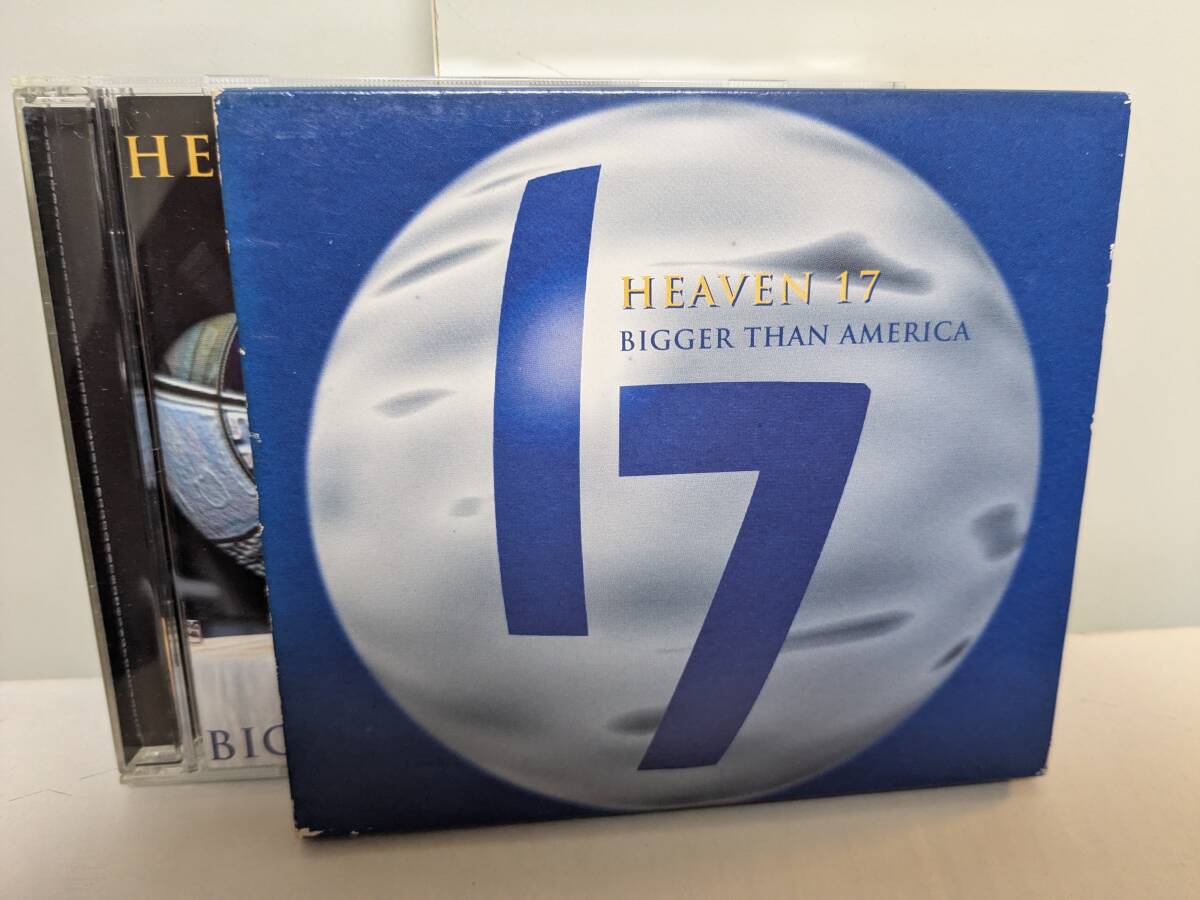 HE
HEAVEN 17
BIGGER THAN AMERICA
17
BIG